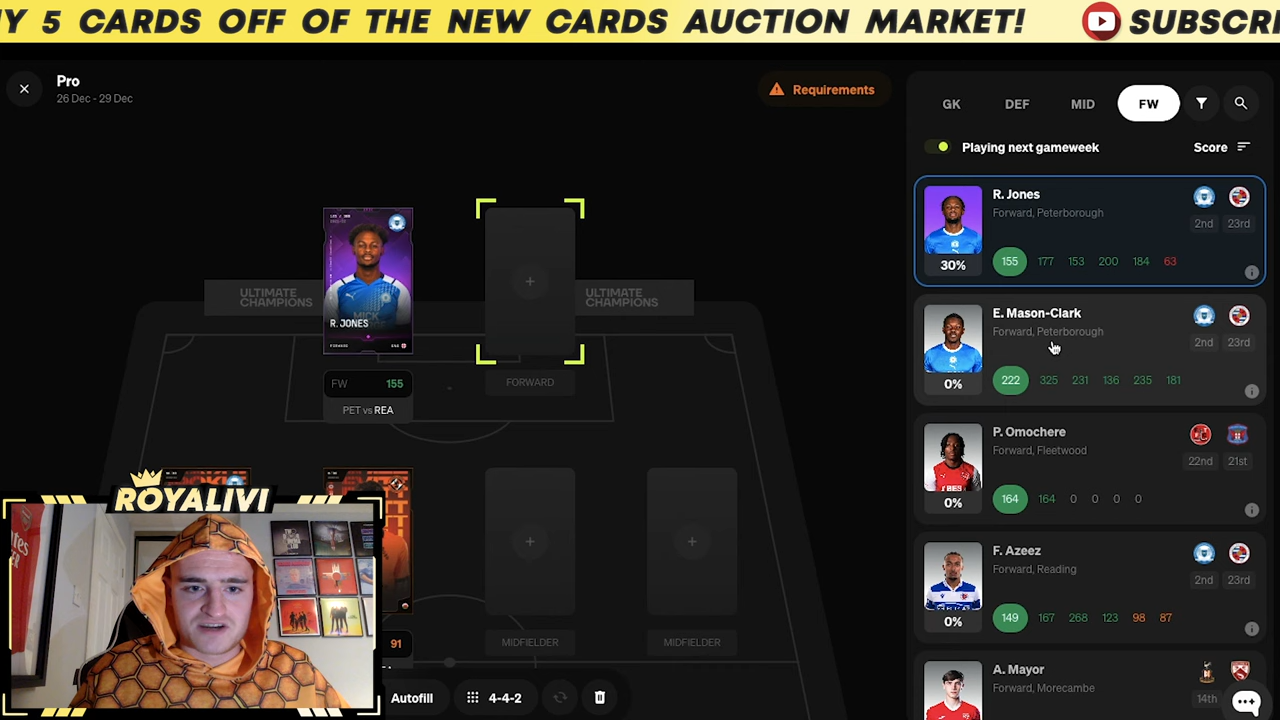 Y 5 CARDS OFF OF THE NEW CARDS AUCTION MARKET!
SUBSCRI
Pro
26 Dec - 29 Dec
Requirements
GK DEF MID FW
Playing next gameweek
Score
R. JONES
FW 155
PET vs REA
FORWARD
ULTIMATE
CHAMPIONS
ULTIMATE
CHAMPIONS
R. Jones
Forward, Peterborough
2nd 23rd
30%
155 177 153 200 184 63
E. Mason-Clark
Forward, Peterborough
2nd 23rd
0%
222 325 231 136 235 181
P. Omochere
Forward, Fleetwood
22nd 21st
0%
164 164 0 0 0 0
F. Azeez
Forward, Reading
2nd 23rd
0%
149 167 268 123 98 87
A. Mayor
Forward, Morecambe
14th
MIDFIELDER
MIDFIELDER
91
ROYALIVI
Autofill
4-4-2